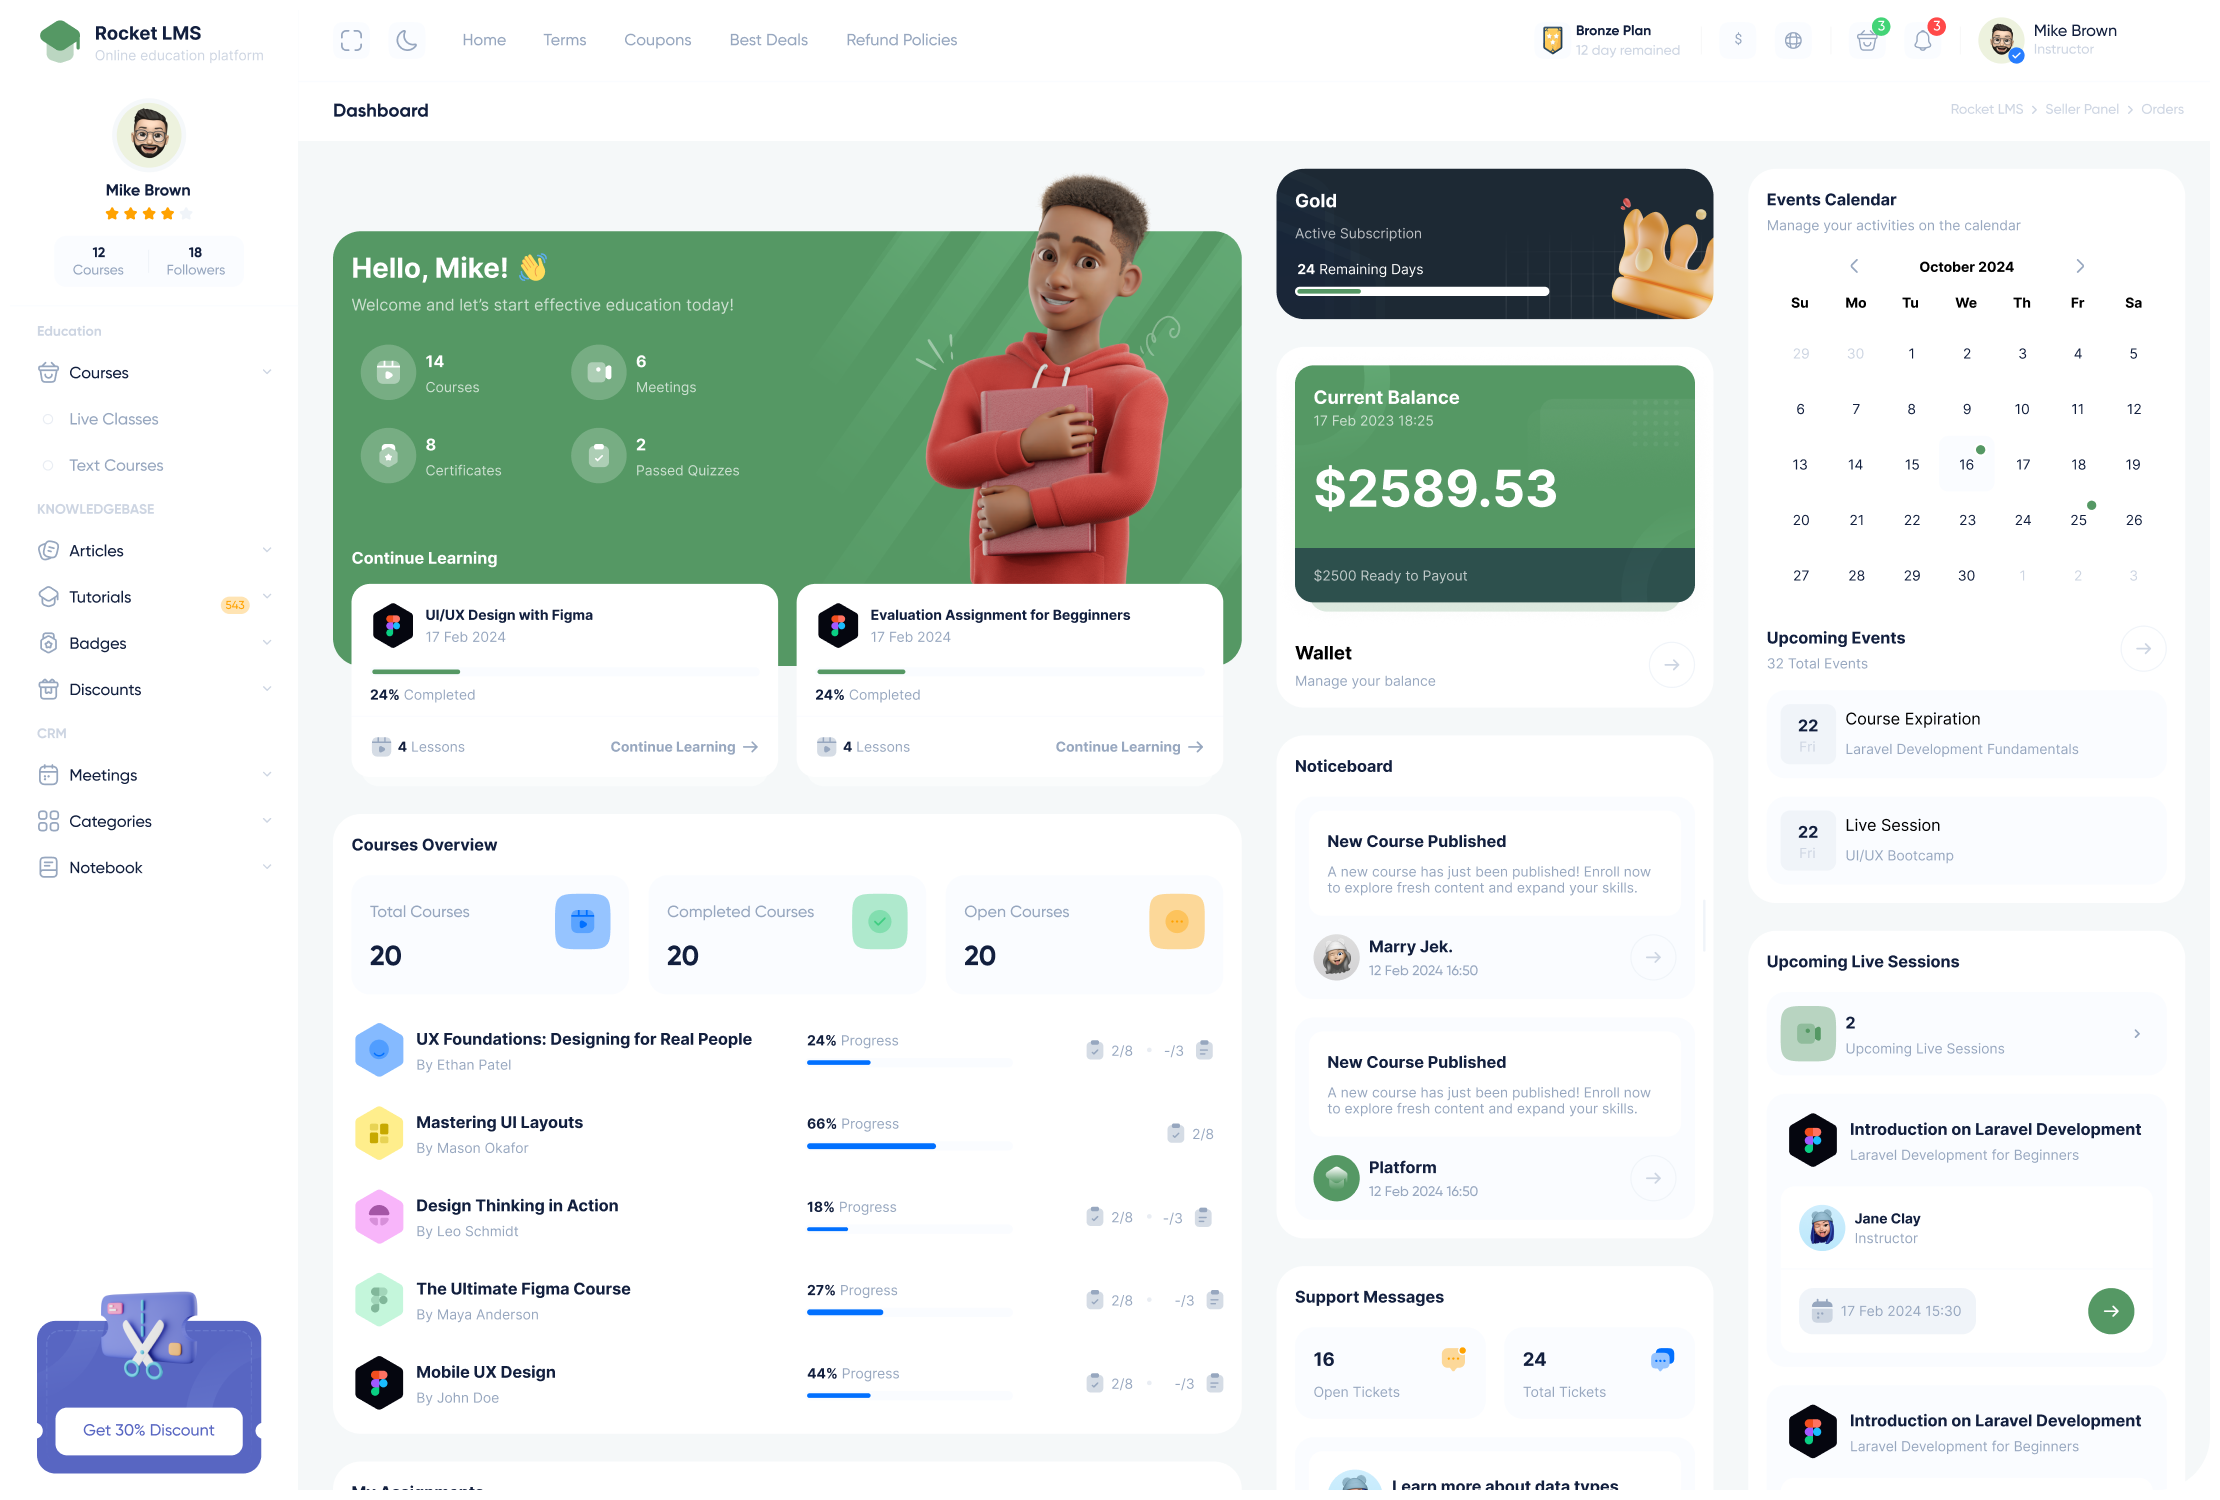 Rocket LMS
Online education platform
Home
Terms
Coupons
Best Deals
Refund Policies
Bronze Plan
12 day remained
$
3
3
Mike Brown
Instructor
Dashboard
Rocket LMS > Seller Panel > Orders
Mike Brown
12
Courses
18
Followers
Education
Courses
Live Classes
Text Courses
KNOWLEDGEBASE
Articles
Tutorials
543
Badges
Discounts
CRM
Meetings
Categories
Notebook
Get 30% Discount
Hello, Mike! 👋
Welcome and let's start effective education today!
14
Courses
6
Meetings
8
Certificates
2
Passed Quizzes
Continue Learning
UI/UX Design with Figma
17 Feb 2024
24% Completed
4 Lessons
Continue Learning →
Evaluation Assignment for Begginners
17 Feb 2024
24% Completed
4 Lessons
Continue Learning →
Courses Overview
Total Courses
20
Completed Courses
20
Open Courses
20
UX Foundations: Designing for Real People
By Ethan Patel
24% Progress
2/8 • -/3
Mastering UI Layouts
By Mason Okafor
66% Progress
2/8
Design Thinking in Action
By Leo Schmidt
18% Progress
2/8 • -/3
The Ultimate Figma Course
By Maya Anderson
27% Progress
2/8 • -/3
Mobile UX Design
By John Doe
44% Progress
2/8 • -/3
Gold
Active Subscription
24 Remaining Days
Current Balance
17 Feb 2023 18:25
$2589.53
$2500 Ready to Payout
Wallet
Manage your balance
Noticeboard
New Course Published
A new course has just been published! Enroll now
to explore fresh content and expand your skills.
Marry Jek.
12 Feb 2024 16:50
New Course Published
A new course has just been published! Enroll now
to explore fresh content and expand your skills.
Platform
12 Feb 2024 16:50
Support Messages
16
Open Tickets
24
Total Tickets
Learn more about data types
Events Calendar
Manage your activities on the calendar
October 2024
Su Mo Tu We Th Fr Sa
29 30 1 2 3 4 5
6 7 8 9 10 11 12
13 14 15 16 17 18 19
20 21 22 23 24 25 26
27 28 29 30 1 2 3
Upcoming Events
32 Total Events
22
Fri
Course Expiration
Laravel Development Fundamentals
22
Fri
Live Session
UI/UX Bootcamp
Upcoming Live Sessions
2
Upcoming Live Sessions
Introduction on Laravel Development
Laravel Development for Beginners
Jane Clay
Instructor
17 Feb 2024 15:30
Introduction on Laravel Development
Laravel Development for Beginners